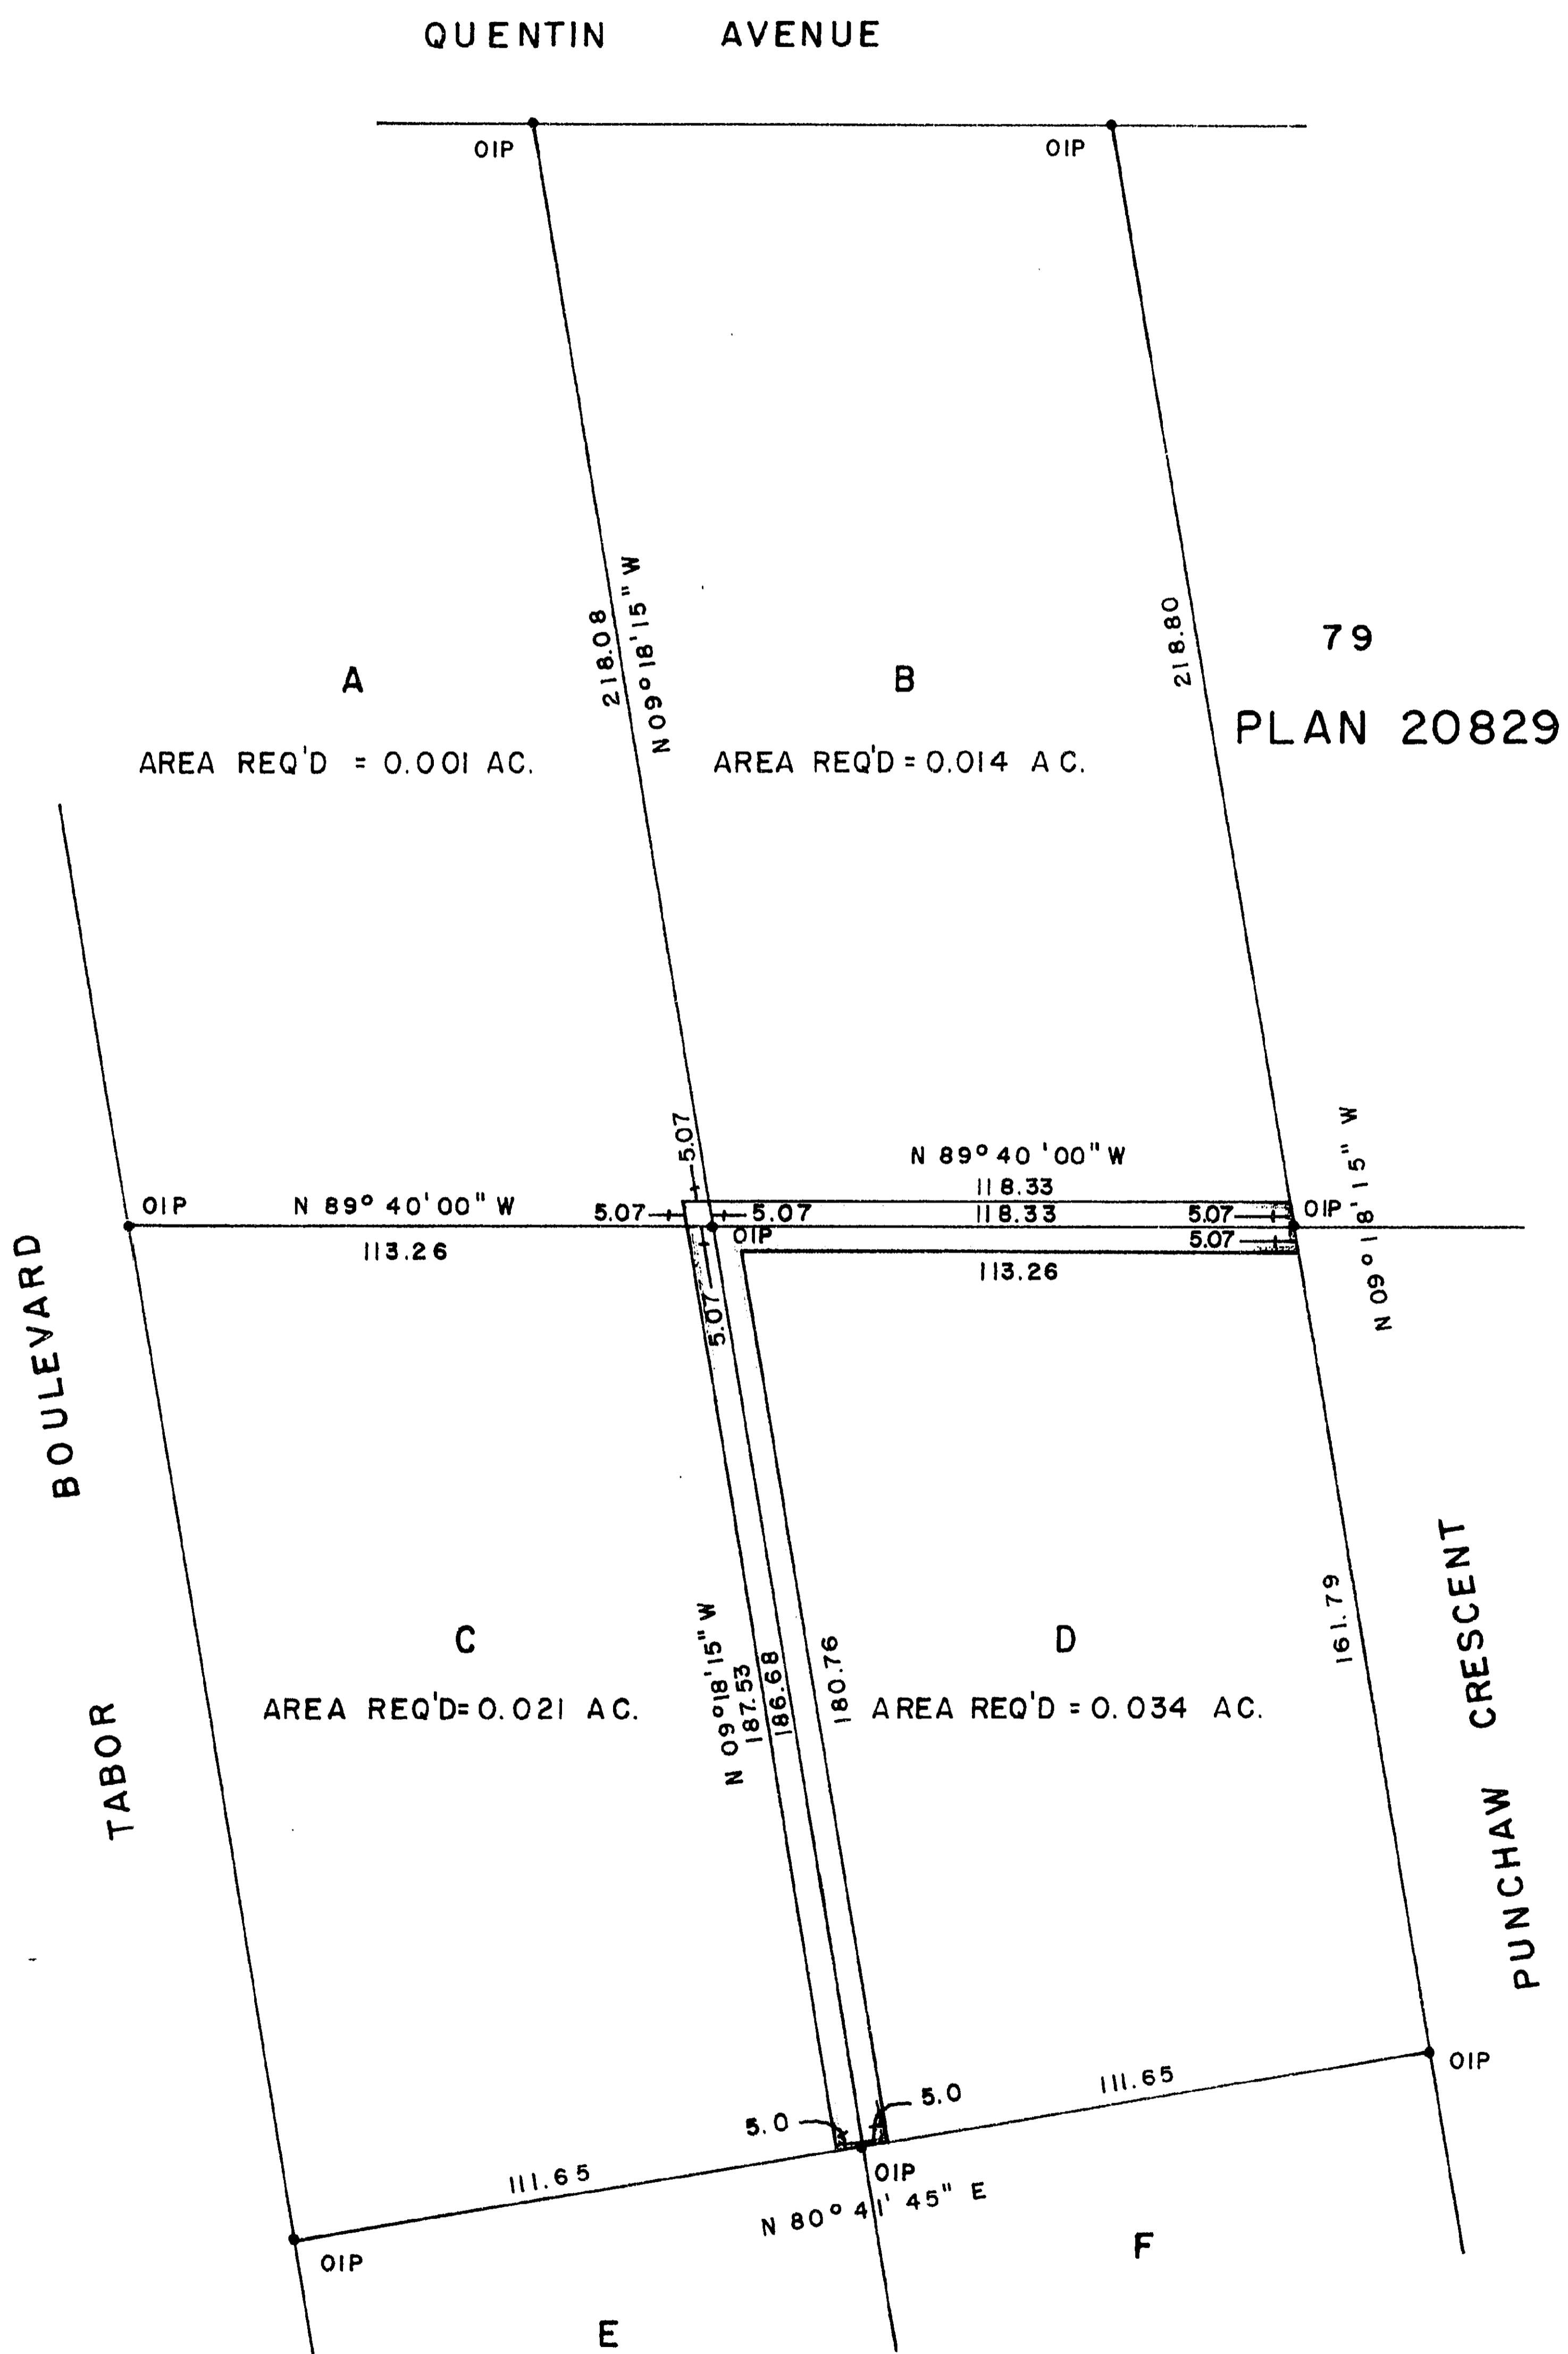 QUENTIN AVENUE
OIP
OIP
218.08
N 09° 18' 15" W
218.80
79
PLAN 20829
A
B
AREA REQ'D = 0.001 AC.
AREA REQ'D = 0.014 AC.
5.07
N 89° 40' 00" W
118.33
OIP
N 89° 40' 00" W
5.07
5.07
118.33
5.07
OIP
OIP
113.26
5.07
113.26
5.07
N 09° 18' 15" W
TABOR BOULEVARD
PUNCHAW CRESCENT
161.79
C
D
N 09° 18' 15" W
187.53
186.68
180.76
AREA REQ'D = 0.021 AC.
AREA REQ'D = 0.034 AC.
5.0
5.0
111.65
OIP
111.65
OIP
N 80° 41' 45" E
OIP
F
E